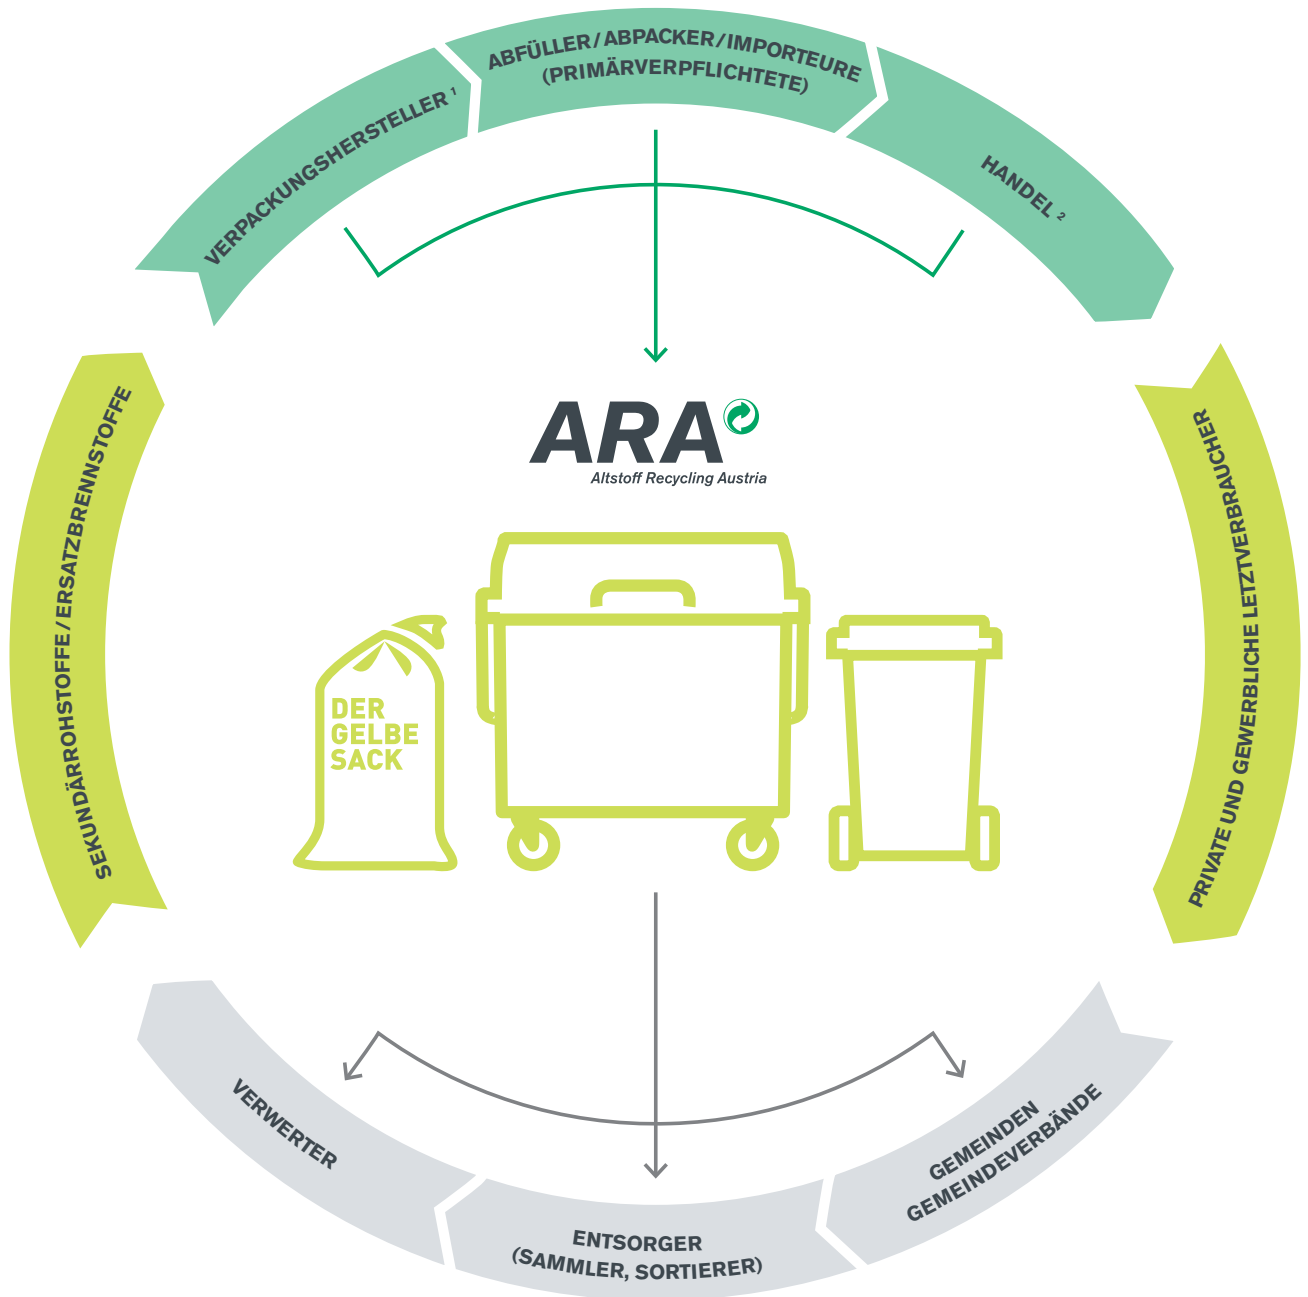 ABFÜLLER / ABPACKER / IMPORTEURE
(PRIMÄRVERPFLICHTETE)
VERPACKUNGSHERSTELLER ¹
HANDEL ²
ARA
Altstoff Recycling Austria
SEKUNDÄRROHSTOFFE / ERSATZBRENNSTOFFE
PRIVATE UND GEWERBLICHE LETZTVERBRAUCHER
DER
GELBE
SACK
VERWERTER
GEMEINDEN
GEMEINDEVERBÄNDE
ENTSORGER
(SAMMLER, SORTIERER)